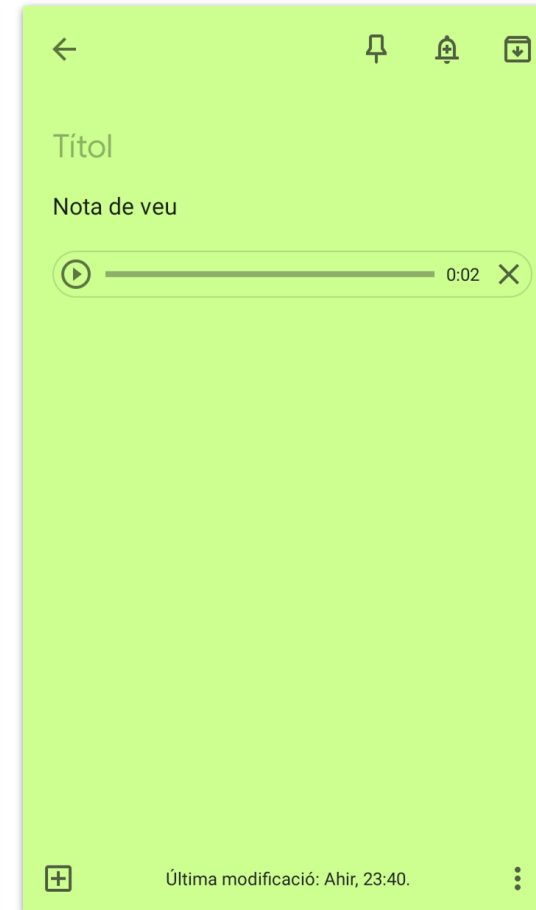 Títol
Nota de veu
0:02
Última modificació: Ahir, 23:40.